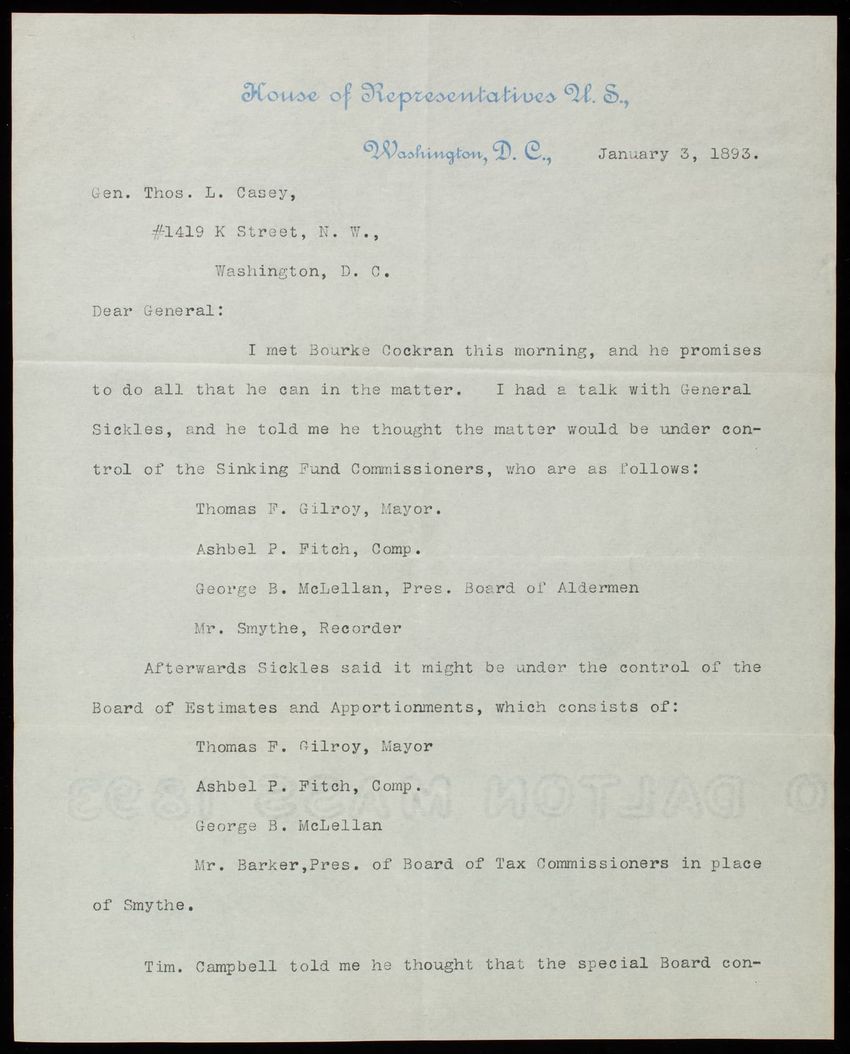 House of Representatives U. S.,
Washington, D. C., January 3, 1893.
Gen. Thos. L. Casey,
#1419 K Street, N. W.,
Washington, D. C.
Dear General:
I met Bourke Cockran this morning, and he promises
to do all that he can in the matter. I had a talk with General
Sickles, and he told me he thought the matter would be under con-
trol of the Sinking Fund Commissioners, who are as follows:
Thomas F. Gilroy, Mayor.
Ashbel P. Fitch, Comp.
George B. McLellan, Pres. Board of Aldermen
Mr. Smythe, Recorder
Afterwards Sickles said it might be under the control of the
Board of Estimates and Apportionments, which consists of:
Thomas F. Gilroy, Mayor
Ashbel P. Fitch, Comp.
George B. McLellan
Mr. Barker,Pres. of Board of Tax Commissioners in place
of Smythe.
O DALTON MASS 1893
Tim. Campbell told me he thought that the special Board con-